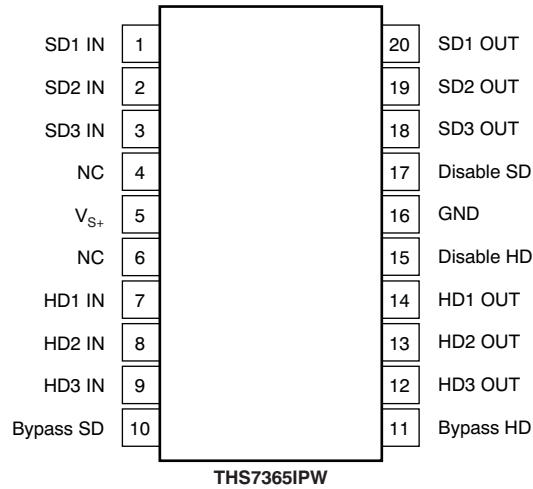 SD1 IN 1 20 SD1 OUT
SD2 IN 2 19 SD2 OUT
SD3 IN 3 18 SD3 OUT
NC 4 17 Disable SD
VS+ 5 16 GND
NC 6 15 Disable HD
HD1 IN 7 14 HD1 OUT
HD2 IN 8 13 HD2 OUT
HD3 IN 9 12 HD3 OUT
Bypass SD 10 11 Bypass HD
THS7365IPW